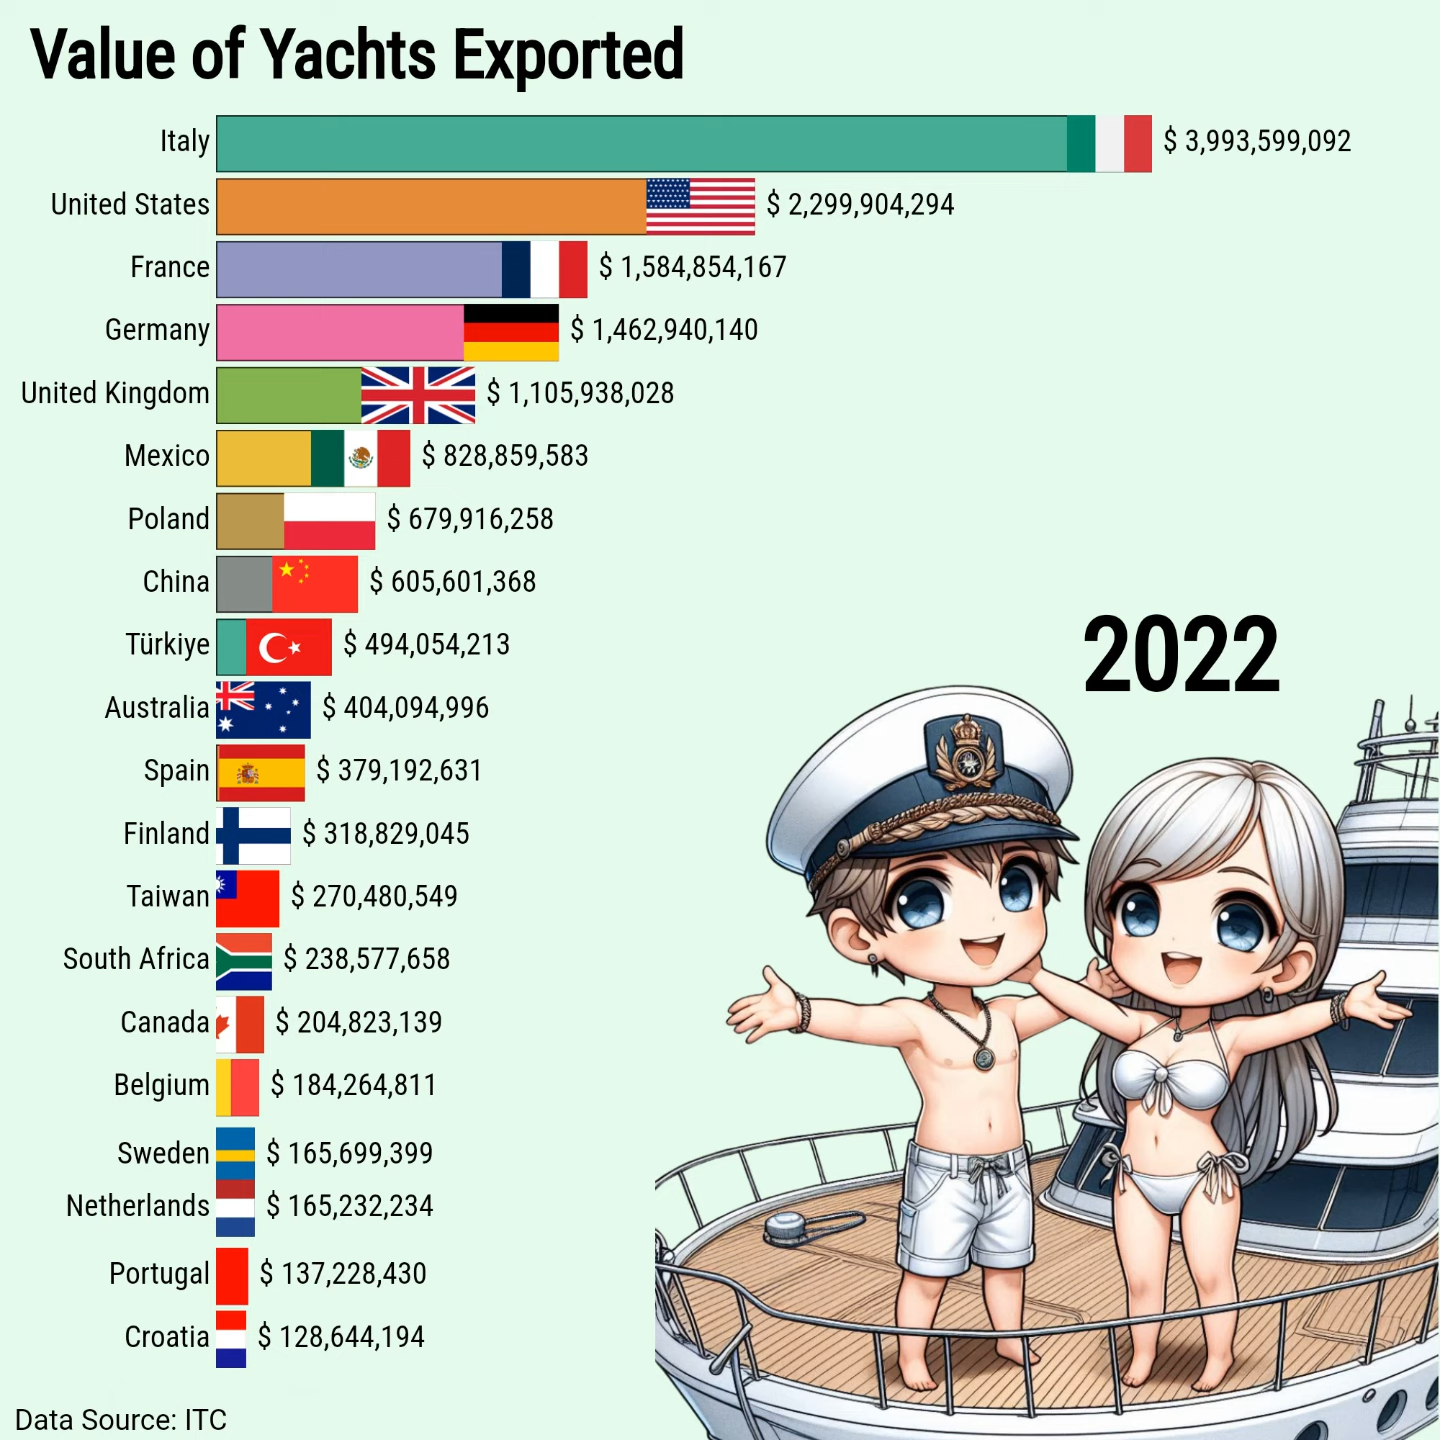 Value of Yachts Exported
Italy $ 3,993,599,092
United States $ 2,299,904,294
France $ 1,584,854,167
Germany $ 1,462,940,140
United Kingdom $ 1,105,938,028
Mexico $ 828,859,583
Poland $ 679,916,258
China $ 605,601,368
Türkiye $ 494,054,213
Australia $ 404,094,996
Spain $ 379,192,631
Finland $ 318,829,045
Taiwan $ 270,480,549
South Africa $ 238,577,658
Canada $ 204,823,139
Belgium $ 184,264,811
Sweden $ 165,699,399
Netherlands $ 165,232,234
Portugal $ 137,228,430
Croatia $ 128,644,194
2022
Data Source: ITC